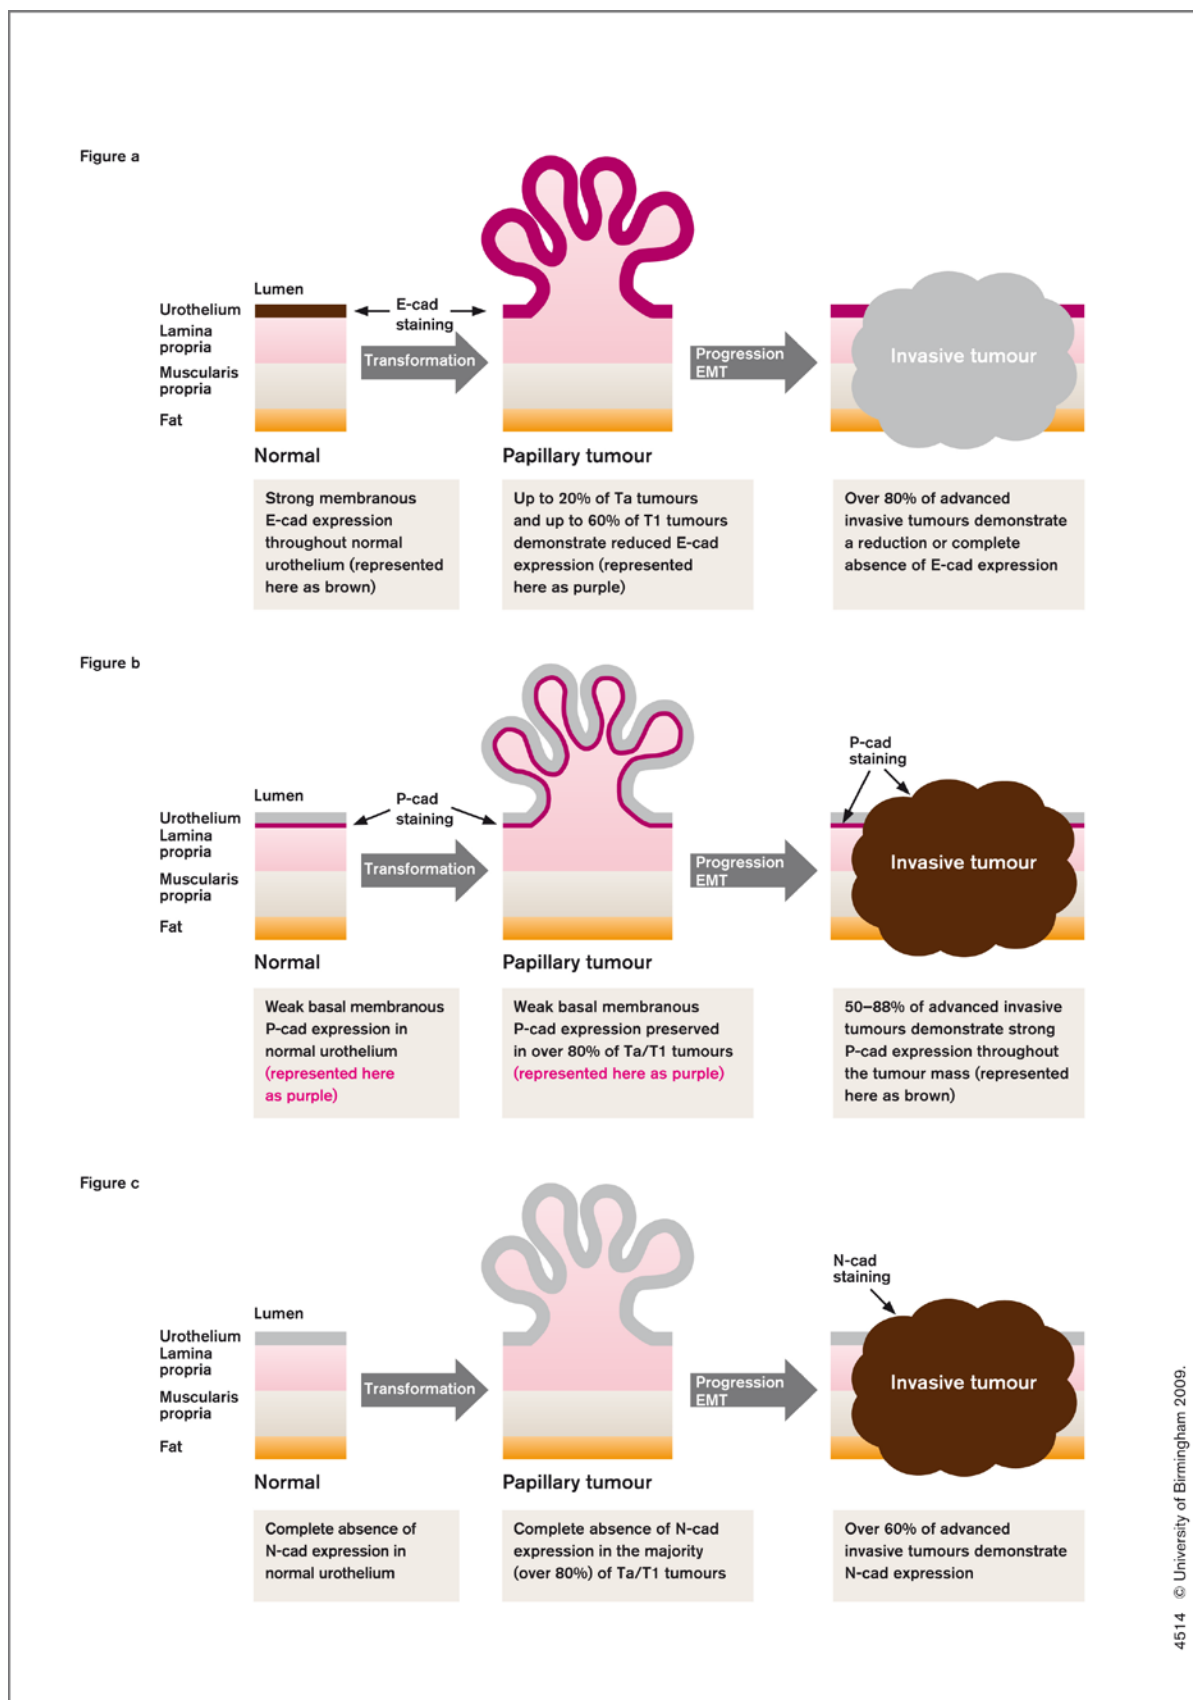 Figure a
Lumen
Urothelium
Lamina
propria
Muscularis
propria
Fat
E-cad
staining
Transformation
Progression
EMT
Invasive tumour
Normal
Papillary tumour
Strong membranous
E-cad expression
throughout normal
urothelium (represented
here as brown)
Up to 20% of Ta tumours
and up to 60% of T1 tumours
demonstrate reduced E-cad
expression (represented
here as purple)
Over 80% of advanced
invasive tumours demonstrate
a reduction or complete
absence of E-cad expression
Figure b
Lumen
Urothelium
Lamina
propria
Muscularis
propria
Fat
P-cad
staining
Transformation
Progression
EMT
P-cad
staining
Invasive tumour
Normal
Papillary tumour
Weak basal membranous
P-cad expression in
normal urothelium
(represented here
as purple)
Weak basal membranous
P-cad expression preserved
in over 80% of Ta/T1 tumours
(represented here as purple)
50–88% of advanced invasive
tumours demonstrate strong
P-cad expression throughout
the tumour mass (represented
here as brown)
Figure c
Lumen
Urothelium
Lamina
propria
Muscularis
propria
Fat
Transformation
Progression
EMT
N-cad
staining
Invasive tumour
Normal
Papillary tumour
Complete absence of
N-cad expression in
normal urothelium
Complete absence of N-cad
expression in the majority
(over 80%) of Ta/T1 tumours
Over 60% of advanced
invasive tumours demonstrate
N-cad expression
4514 © University of Birmingham 2009.